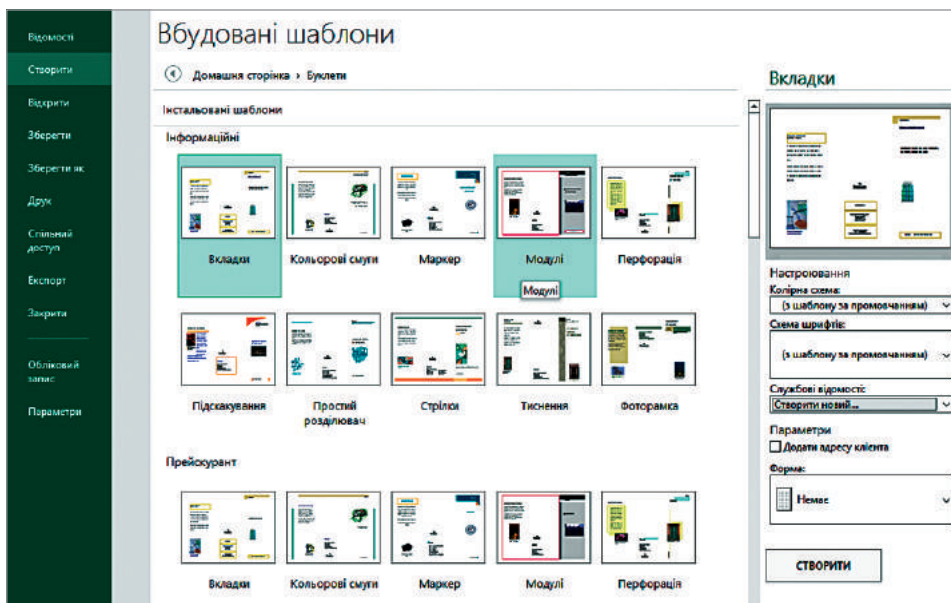 Відомості
Створити
Відкрити
Зберегти
Зберегти як
Друк
Спільний
доступ
Експорт
Закрити
Обліковий
запис
Параметри
Вбудовані шаблони
Домашня сторінка › Буклети
Інстальовані шаблони
Інформаційні
Вкладки
Кольорові смуги
Маркер
Модулі
Перфорація
Модулі
Підскакування
Простий
розділювач
Стрілки
Тиснення
Фоторамка
Прейскурант
Вкладки
Кольорові смуги
Маркер
Модулі
Перфорація
Вкладки
Настроювання
Колірна схема:
(з шаблону за промовчанням)
Схема шрифтів:
(з шаблону за промовчанням)
Службові відомості:
Створити новий...
Параметри
Додати адресу клієнта
Форма:
Немає
СТВОРИТИ